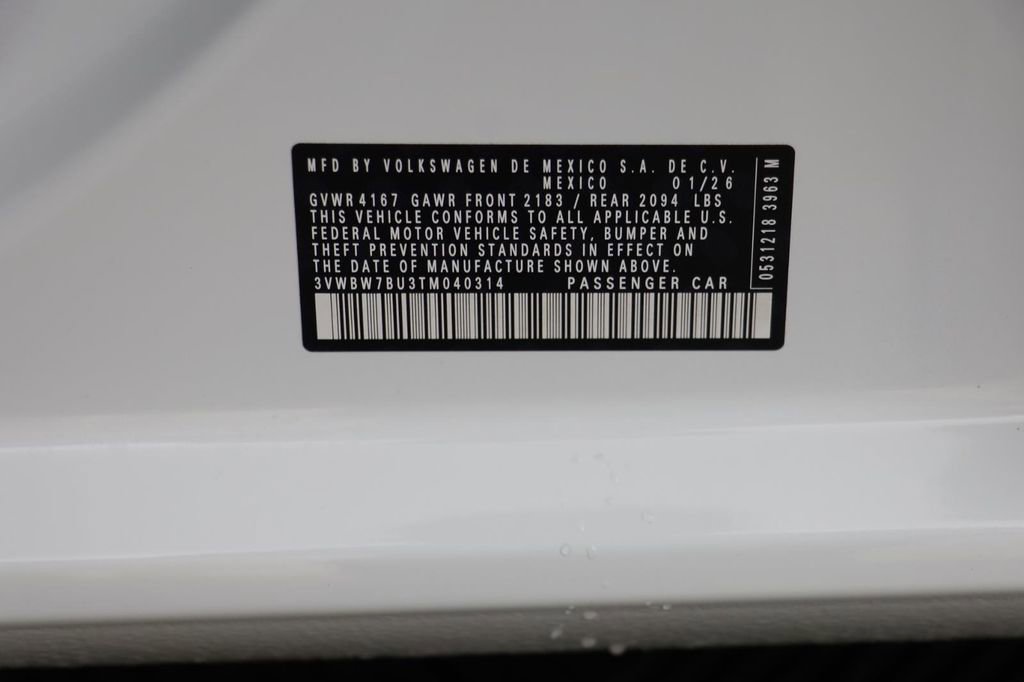 MFD BY VOLKSWAGEN DE MEXICO S.A. DE C.V.
MEXICO 01/26
GVWR 4167 GAWR FRONT 2183 / REAR 2094 LBS
THIS VEHICLE CONFORMS TO ALL APPLICABLE U.S.
FEDERAL MOTOR VEHICLE SAFETY, BUMPER AND
THEFT PREVENTION STANDARDS IN EFFECT ON
THE DATE OF MANUFACTURE SHOWN ABOVE.
3VWBW7BU3TM040314 PASSENGER CAR
0531218 3963 M